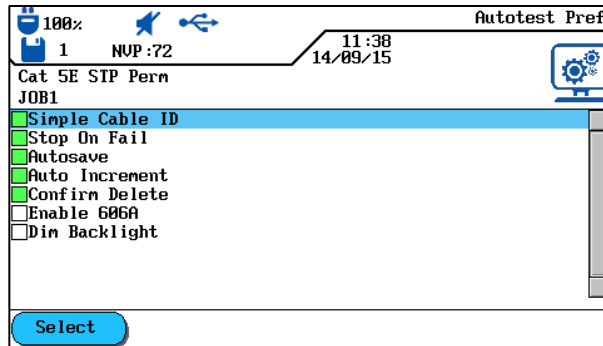 100%
Autotest Pref
1 NVP:72
11:38
14/09/15
Cat 5E STP Perm
JOB1
Simple Cable ID
Stop On Fail
Autosave
Auto Increment
Confirm Delete
Enable 606A
Dim Backlight
Select